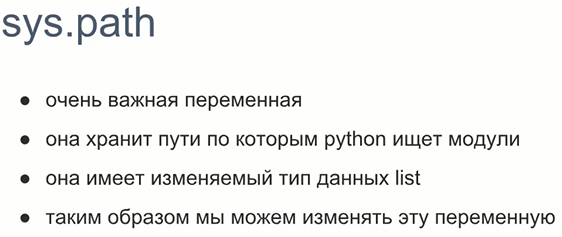 sys.path
● очень важная переменная
● она хранит пути по которым python ищет модули
● она имеет изменяемый тип данных list
● таким образом мы можем изменять эту переменную